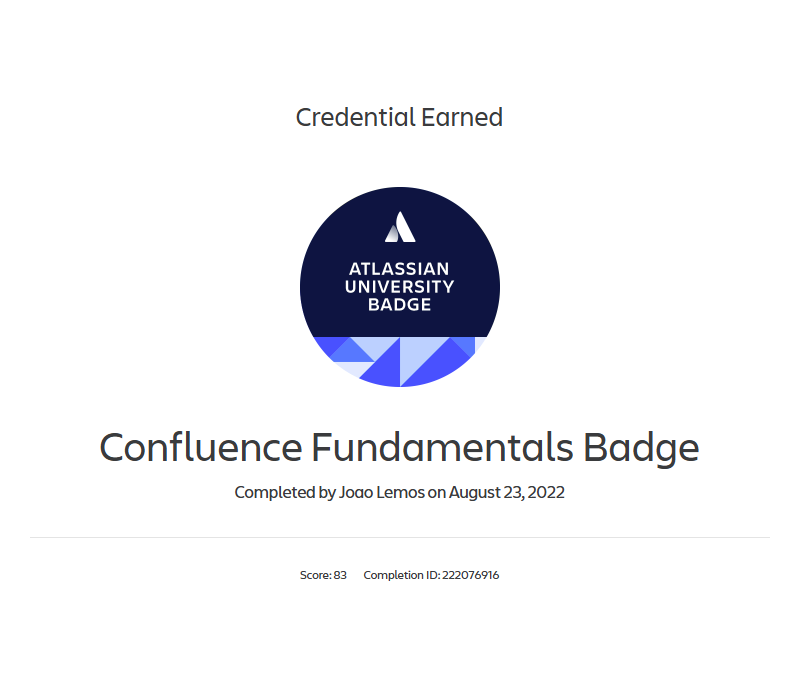 Credential Earned
ATLASSIAN
UNIVERSITY
BADGE
Confluence Fundamentals Badge
Completed by Joao Lemos on August 23, 2022
Score: 83 Completion ID: 222076916